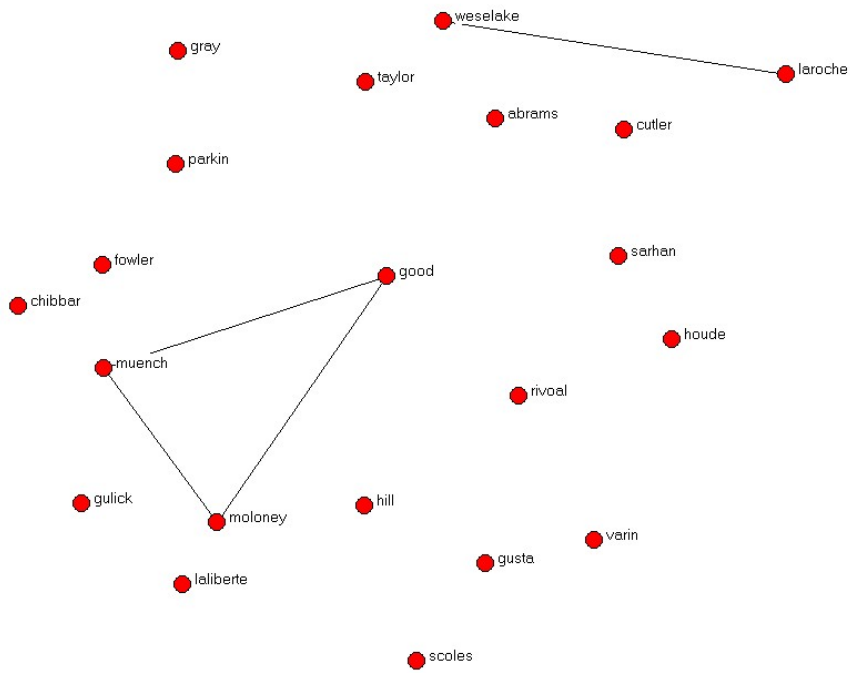 weselake
gray
laroche
taylor
abrams
cutler
parkin
sarhan
fowler
good
chibbar
houde
muench
rivoal
gulick
hill
moloney
varin
gusta
laliberte
scoles